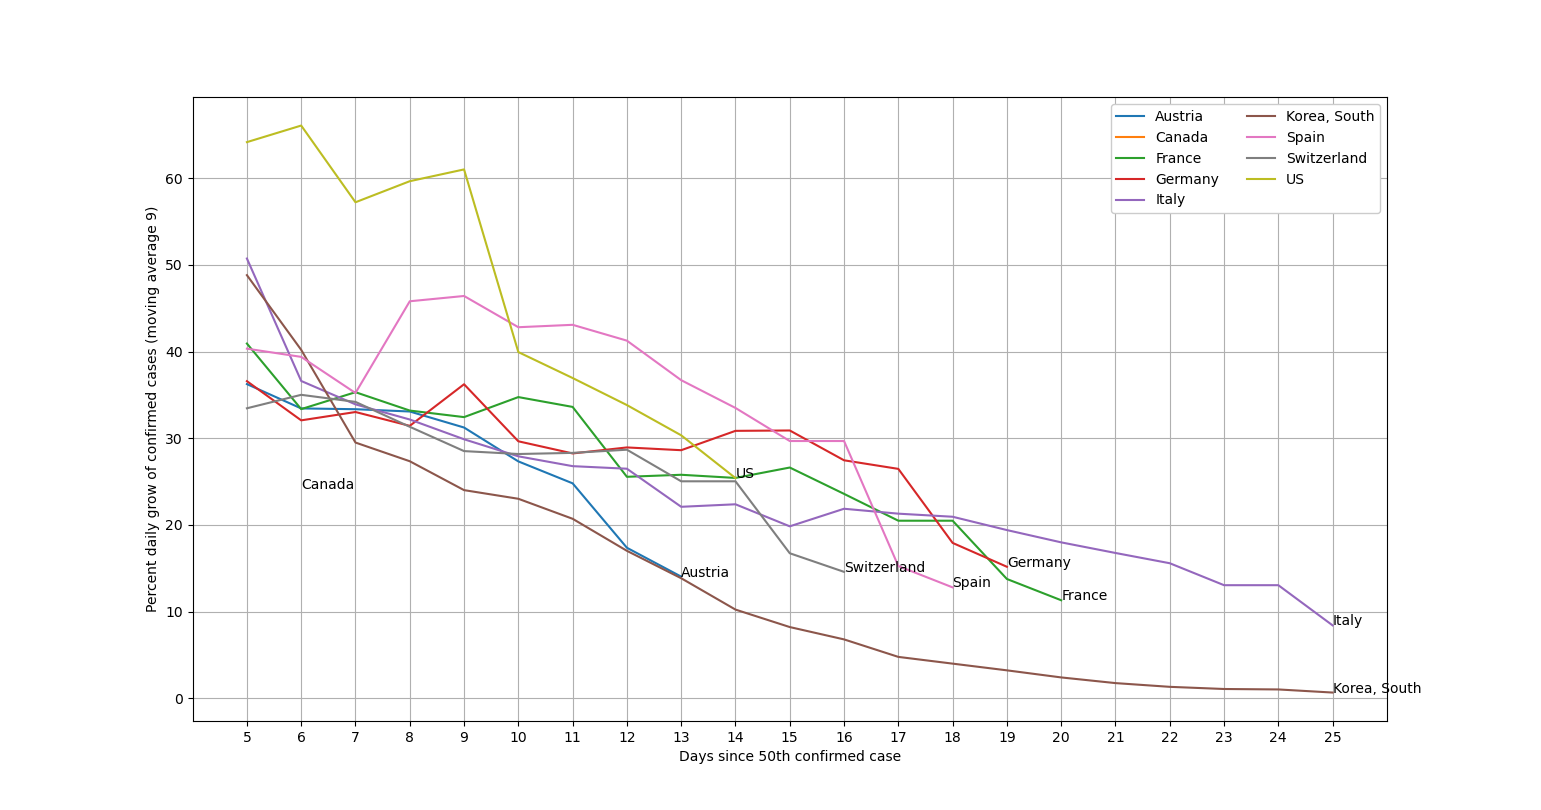 Austria
Canada
France
Germany
Italy
Korea, South
Spain
Switzerland
US
Percent daily grow of confirmed cases (moving average 9)
60
50
40
30
20
10
0
US
Canada
Austria
Switzerland
Germany
Spain
France
Italy
Korea, South
5 6 7 8 9 10 11 12 13 14 15 16 17 18 19 20 21 22 23 24 25
Days since 50th confirmed case